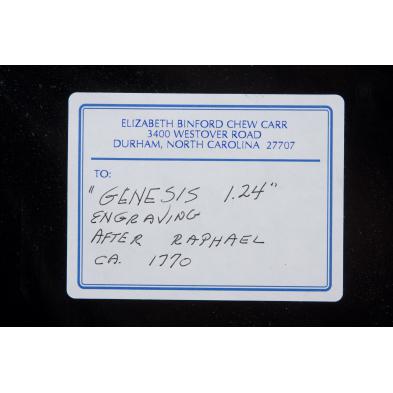 ELIZABETH BINFORD CHEW CARR
3400 WESTOVER ROAD
DURHAM, NORTH CAROLINA 27707
TO:
"GENESIS 1.24"
ENGRAVING
AFTER RAPHAEL
CA. 1770